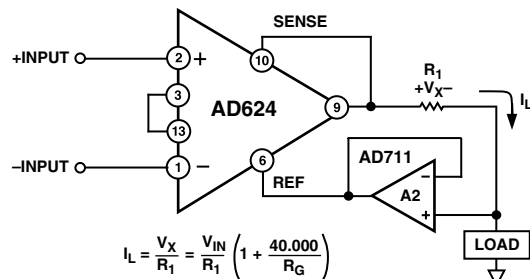 SENSE
+INPUT
2
+
10
R1
+VX–
3
AD624
9
IL
13
–INPUT
1
–
6
REF
AD711
–
A2
+
LOAD
IL = VX/R1 = VIN/R1 (1 + 40.000/RG)